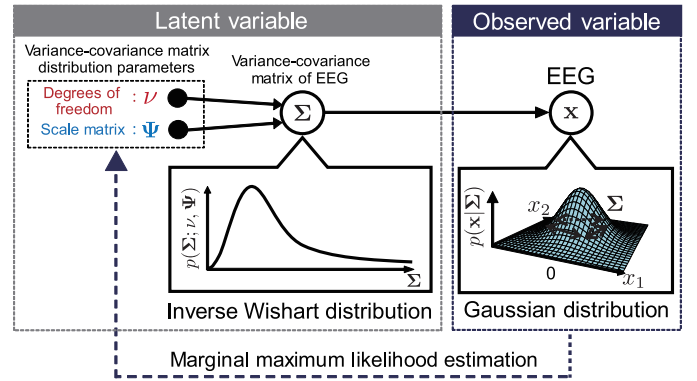 Latent variable
Observed variable
Variance-covariance matrix
distribution parameters
Degrees of
freedom : ν
Scale matrix : Ψ
Variance-covariance
matrix of EEG
Σ
EEG
x
p(Σ; ν, Ψ)
Σ
Inverse Wishart distribution
p(x|Σ)
x₂
Σ
0
x₁
Gaussian distribution
Marginal maximum likelihood estimation